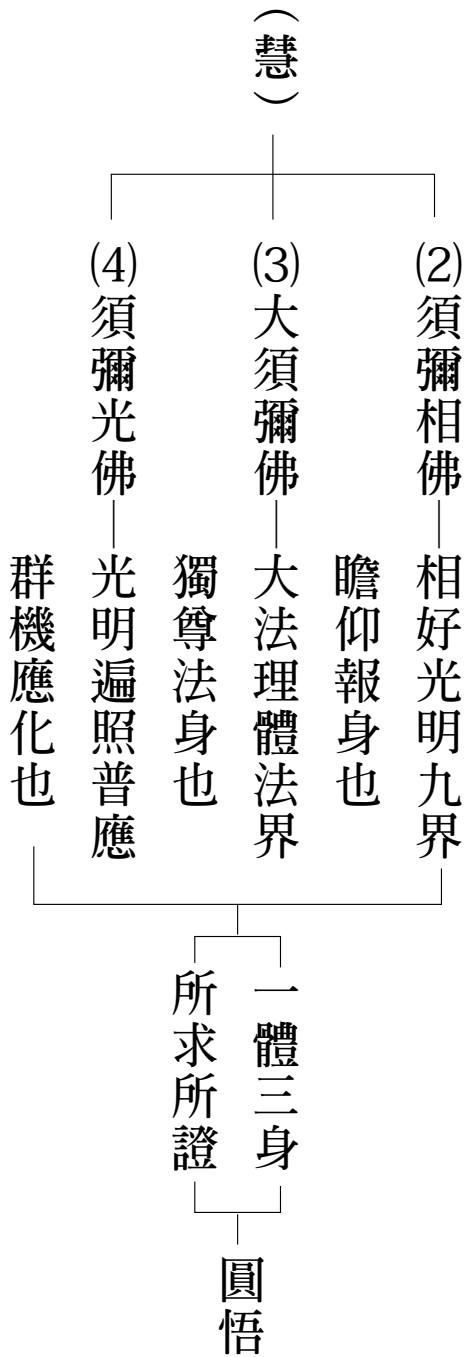 （慧）
⑵須彌相佛—相好光明九界
瞻仰報身也
⑶大須彌佛—大法理體法界
獨尊法身也
⑷須彌光佛—光明遍照普應
群機應化也
一體三身
所求所證
圓悟